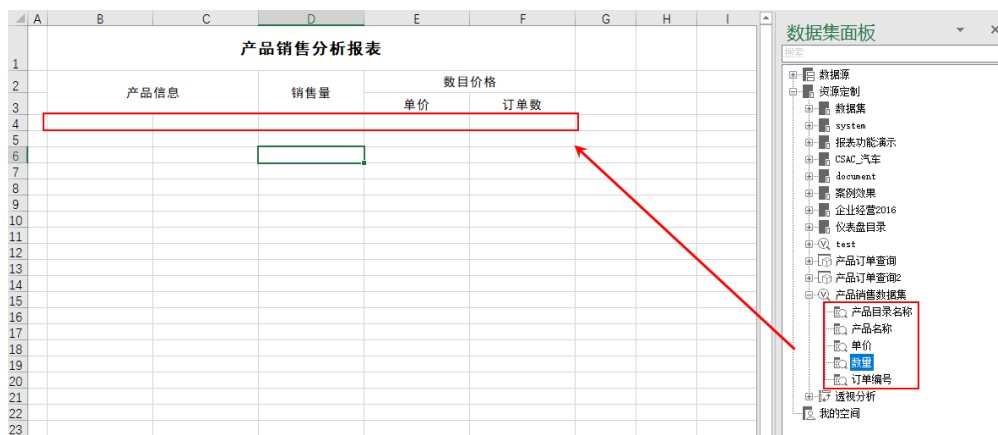 A B C D E F G H I
1
产品销售分析报表
2
产品信息
销售量
数目价格
3
单价
订单数
4
5
6
7
8
9
10
11
12
13
14
15
16
17
18
19
20
21
22
23
数据集面板
搜索
数据源
资源定制
数据集
system
报表功能演示
CSAC_汽车
document
案例效果
企业经营2016
仪表盘目录
test
产品订单查询
产品订单查询2
产品销售数据集
产品目录名称
产品名称
单价
数量
订单编号
透视分析
我的空间